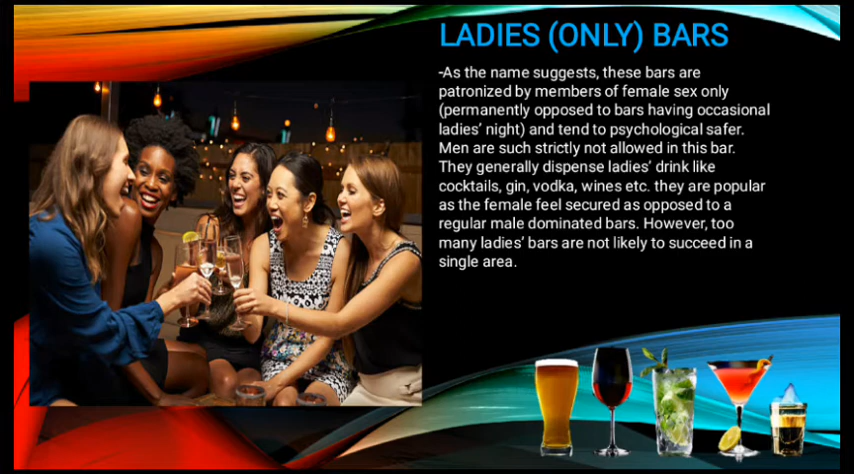 LADIES (ONLY) BARS
-As the name suggests, these bars are
patronized by members of female sex only
(permanently opposed to bars having occasional
ladies’ night) and tend to psychological safer.
Men are such strictly not allowed in this bar.
They generally dispense ladies’ drink like
cocktails, gin, vodka, wines etc. they are popular
as the female feel secured as opposed to a
regular male dominated bars. However, too
many ladies’ bars are not likely to succeed in a
single area.